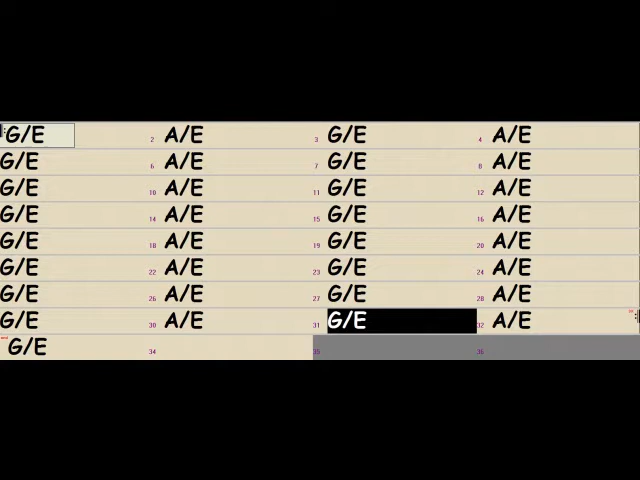 G/E 2 A/E 3 G/E 4 A/E
G/E 6 A/E 7 G/E 8 A/E
G/E 10 A/E 11 G/E 12 A/E
G/E 14 A/E 15 G/E 16 A/E
G/E 18 A/E 19 G/E 20 A/E
G/E 22 A/E 23 G/E 24 A/E
G/E 26 A/E 27 G/E 28 A/E
G/E 30 A/E 31 G/E 32 A/E
G/E 34 35 36